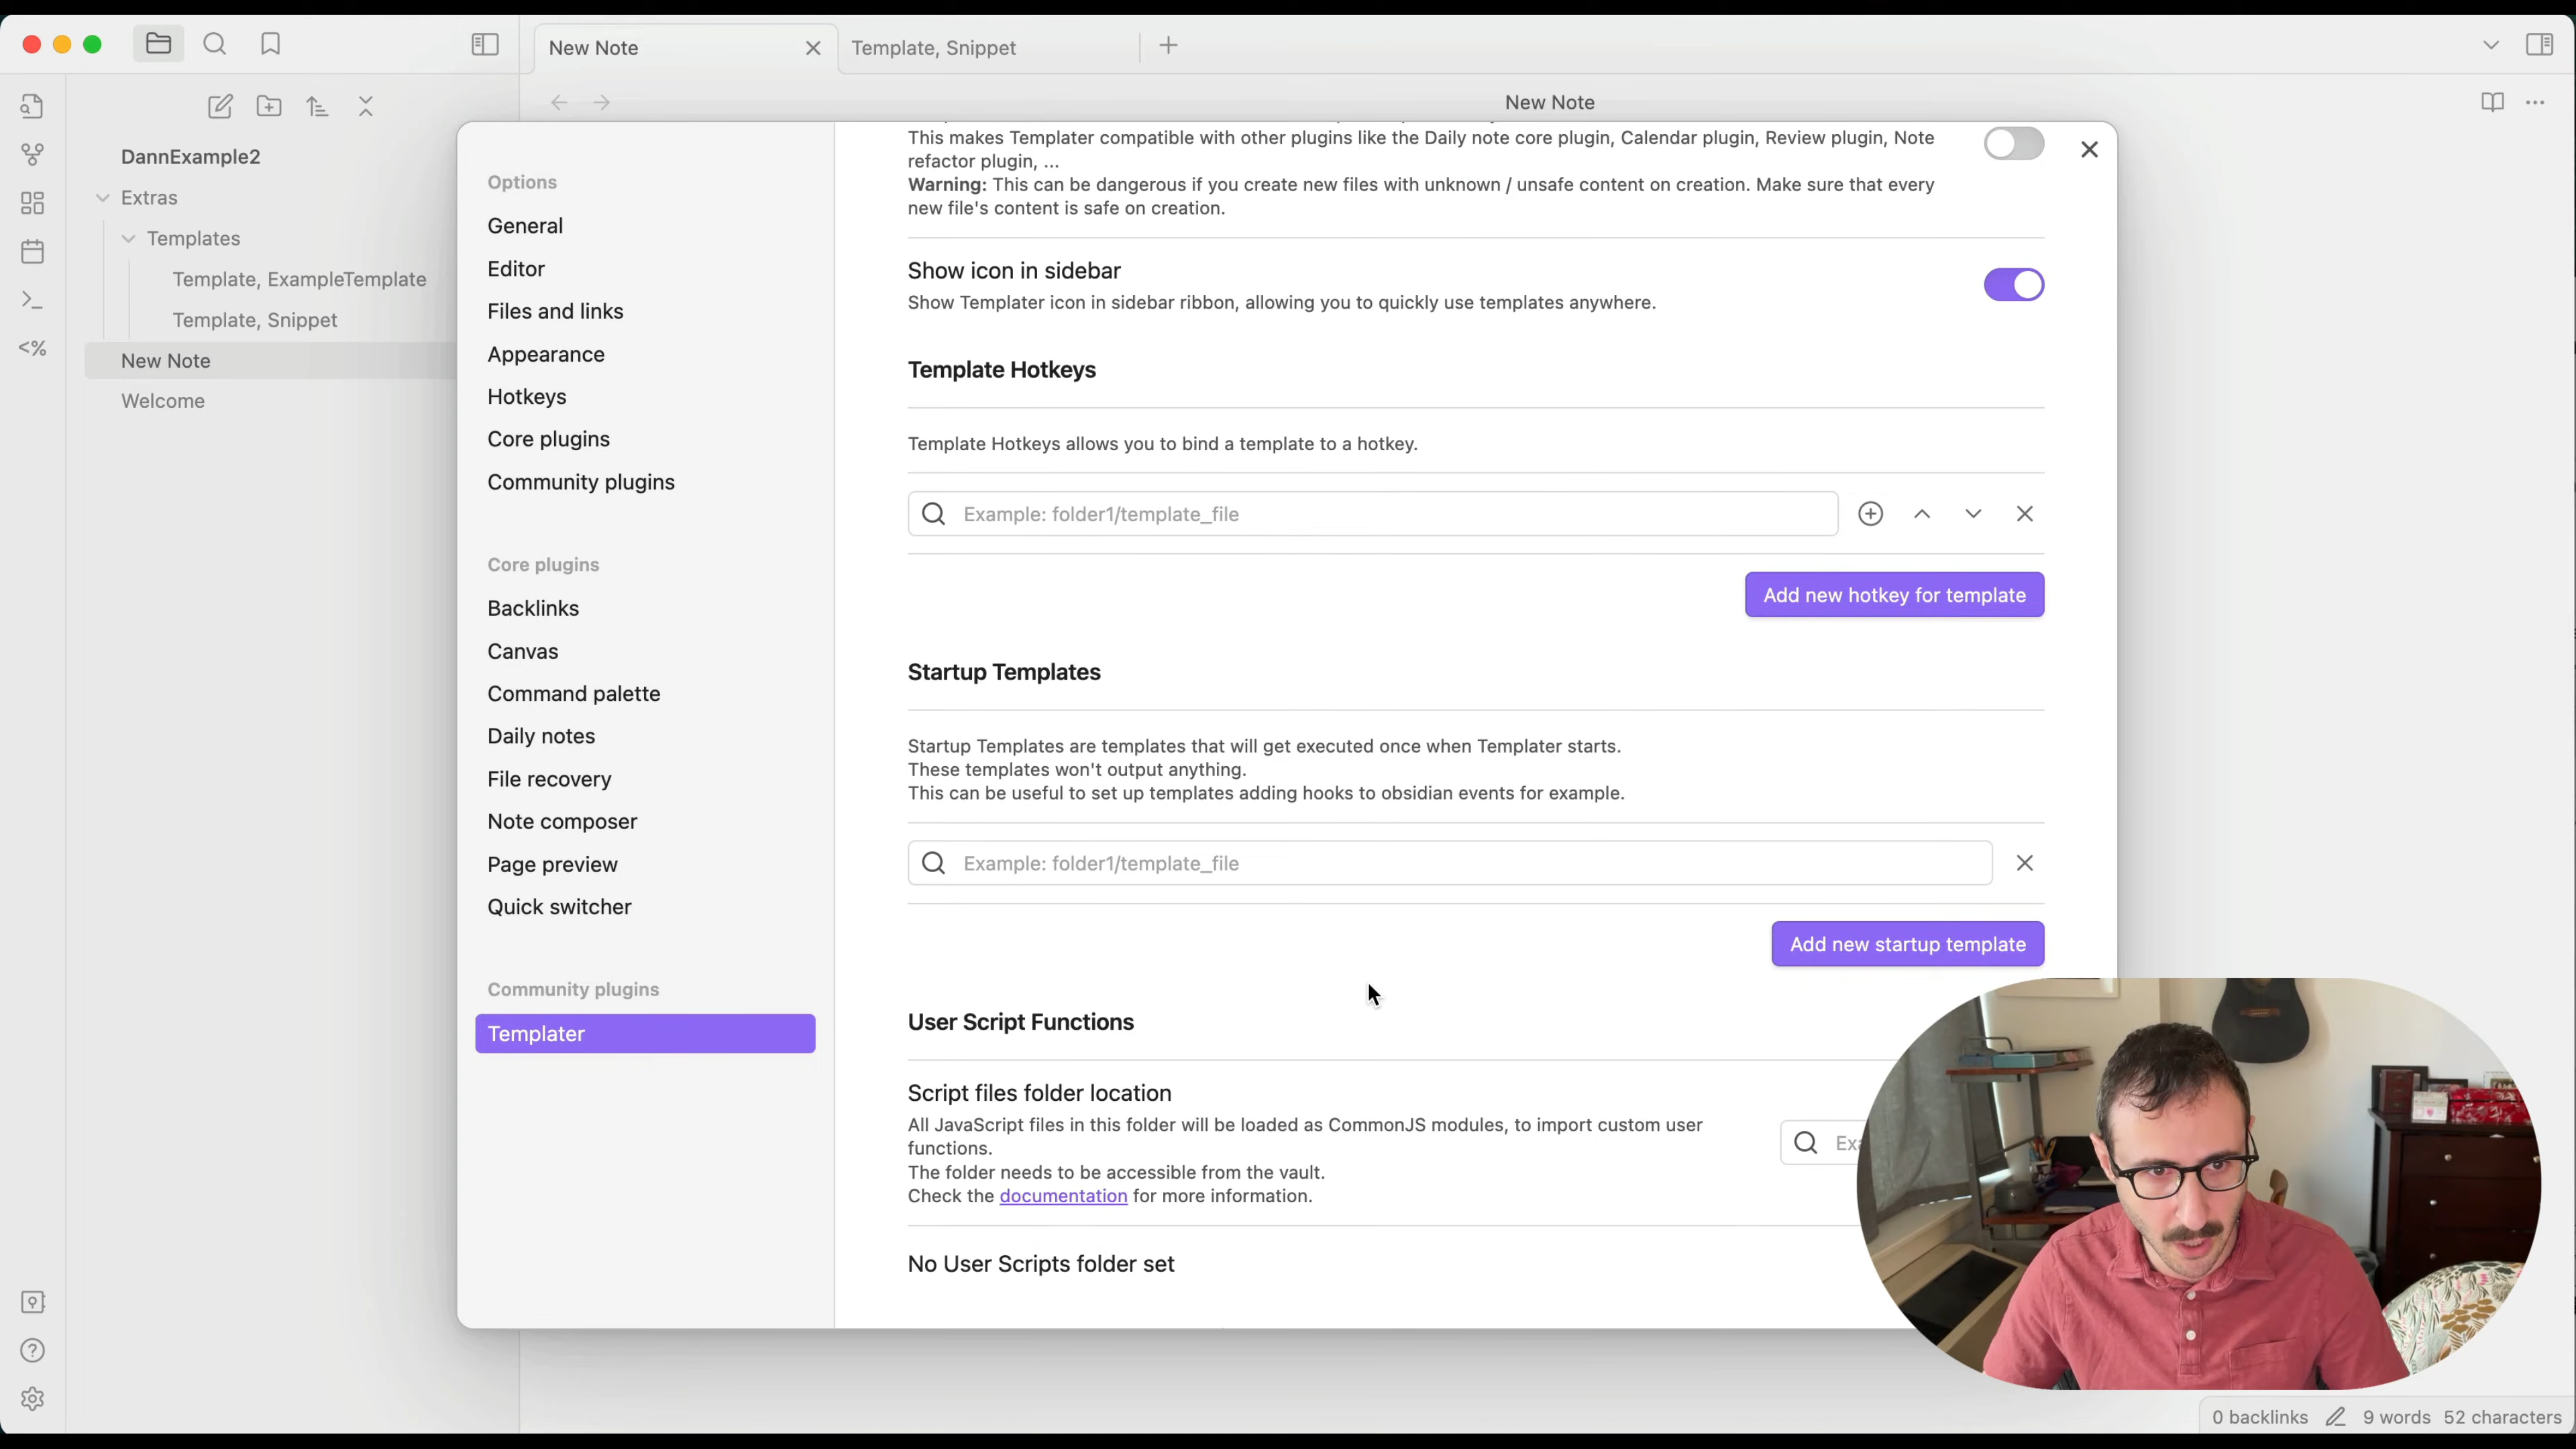 New Note
Template, Snippet
New Note
DannExample2
Extras
Templates
Template, ExampleTemplate
Template, Snippet
New Note
Welcome
<%
Options
General
Editor
Files and links
Appearance
Hotkeys
Core plugins
Community plugins
Core plugins
Backlinks
Canvas
Command palette
Daily notes
File recovery
Note composer
Page preview
Quick switcher
Community plugins
Templater
This makes Templater compatible with other plugins like the Daily note core plugin, Calendar plugin, Review plugin, Note
refactor plugin, ...
Warning: This can be dangerous if you create new files with unknown / unsafe content on creation. Make sure that every
new file's content is safe on creation.
Show icon in sidebar
Show Templater icon in sidebar ribbon, allowing you to quickly use templates anywhere.
Template Hotkeys
Template Hotkeys allows you to bind a template to a hotkey.
Example: folder1/template_file
Add new hotkey for template
Startup Templates
Startup Templates are templates that will get executed once when Templater starts.
These templates won't output anything.
This can be useful to set up templates adding hooks to obsidian events for example.
Example: folder1/template_file
Add new startup template
User Script Functions
Script files folder location
All JavaScript files in this folder will be loaded as CommonJS modules, to import custom user
functions.
The folder needs to be accessible from the vault.
Check the documentation for more information.
No User Scripts folder set
0 backlinks 9 words 52 characters